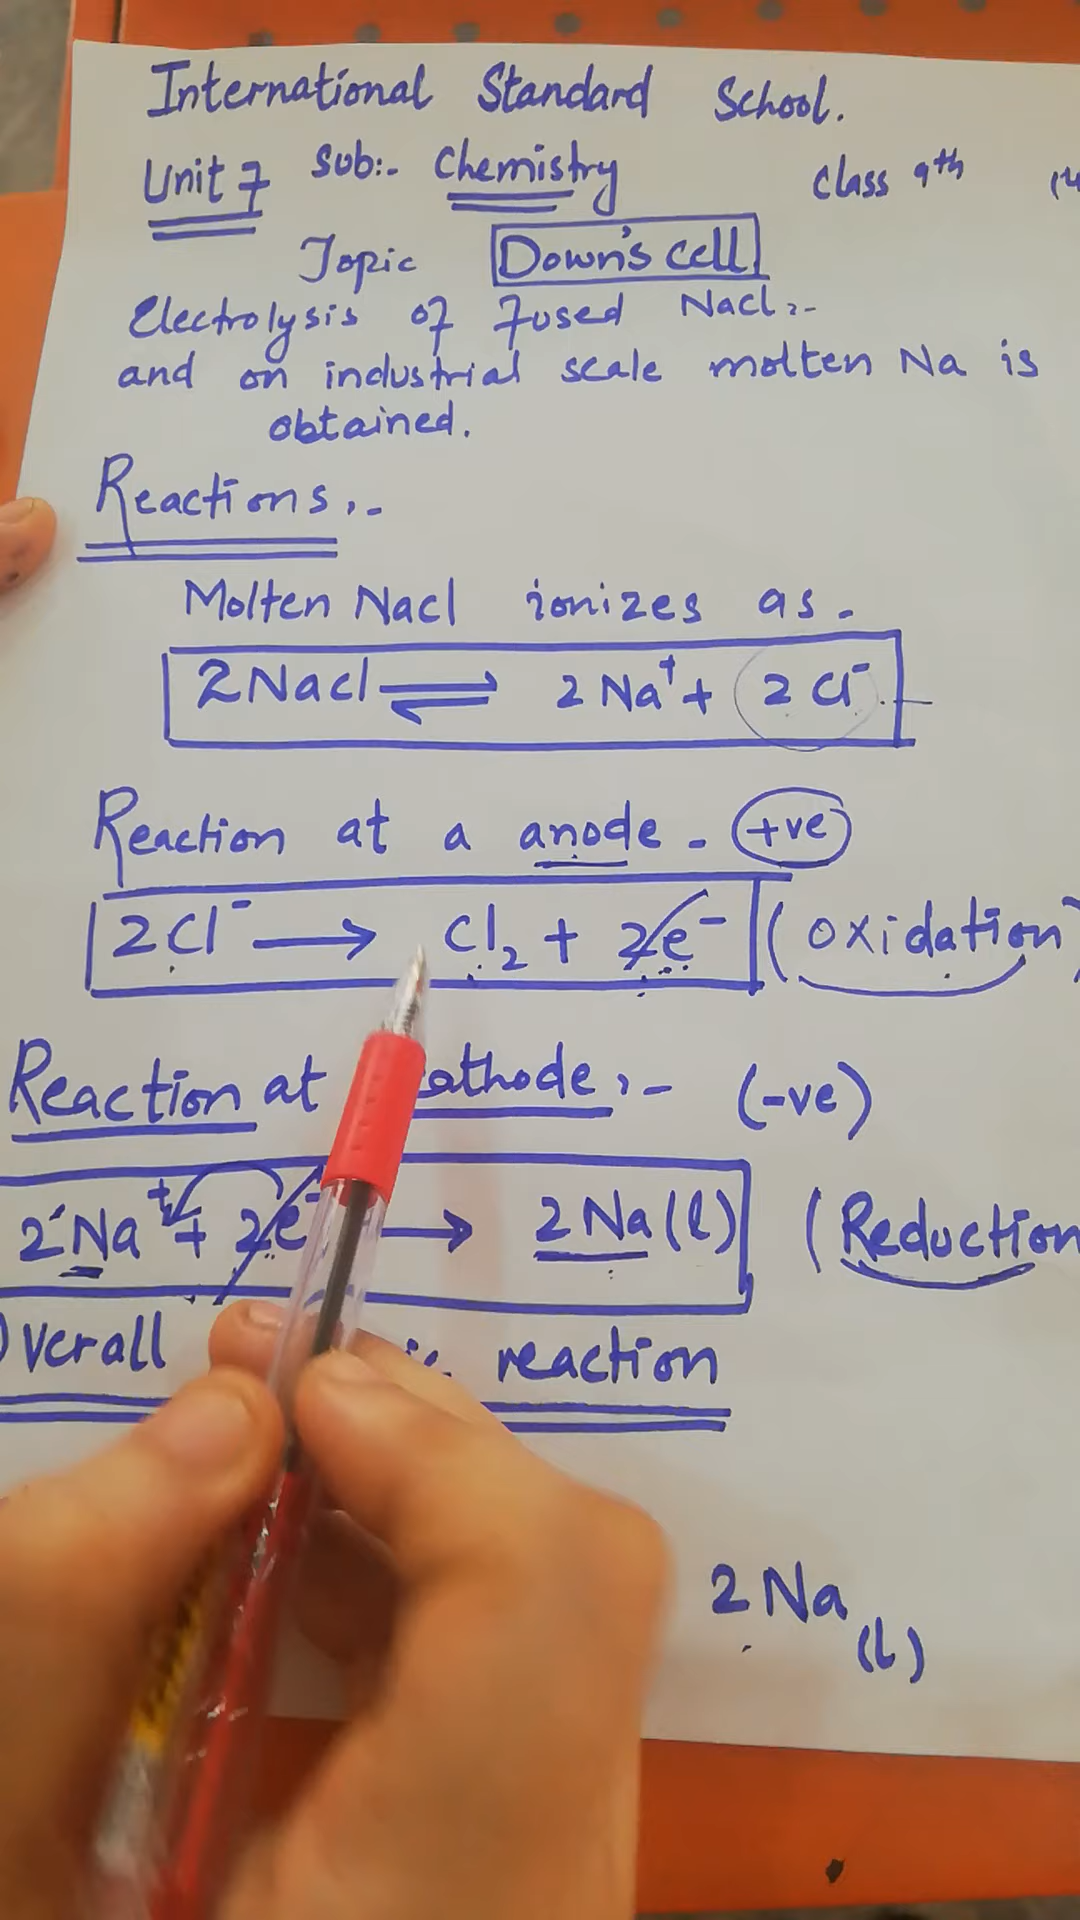 International Standard School.
Unit 7 Sub:- Chemistry Class 9th
Topic Down's cell
Electrolysis of fused Nacl:-
and on industrial scale molten Na is
obtained.
Reactions:-
Molten Nacl ionizes as.
2Nacl ⇌ 2Na⁺ + 2Cl⁻
Reaction at a anode - +ve
2Cl⁻ → Cl₂ + 2e⁻ (Oxidation)
Reaction at cathode:- (-ve)
2Na⁺ + 2e⁻ → 2Na(l) (Reduction
Overall reaction
2Na(l)